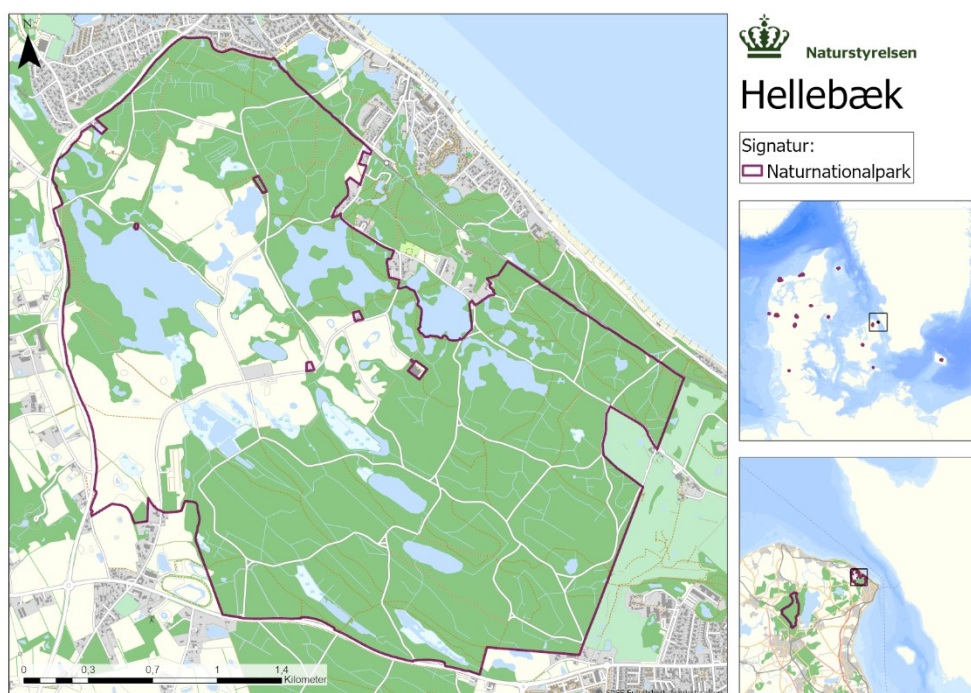 N
Naturstyrelsen
Hellebæk
Signatur:
Naturnationalpark
0 0,3 0,7 1 1,4
Kilometer